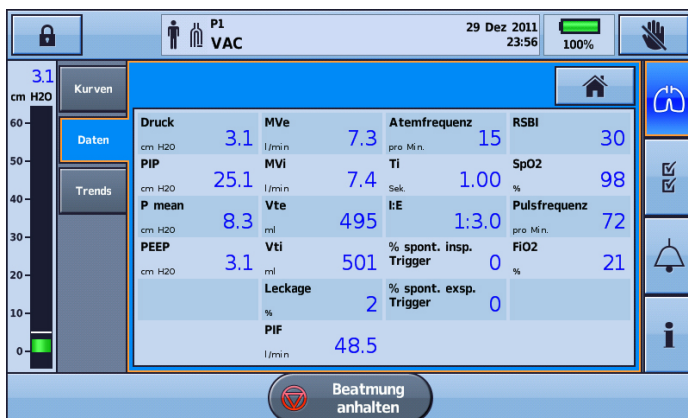 P1
VAC
29 Dez 2011
23:56
100%
3.1
cm H2O
60
50
40
30
20
10
0
Kurven
Daten
Trends
Druck
cm H2O
3.1
MVe
l/min
7.3
Atemfrequenz
pro Min.
15
RSBI
30
PIP
cm H2O
25.1
MVi
l/min
7.4
Ti
Sek.
1.00
SpO2
%
98
P mean
cm H2O
8.3
Vte
ml
495
I:E
1:3.0
Pulsfrequenz
pro Min.
72
PEEP
cm H2O
3.1
Vti
ml
501
% spont. insp.
Trigger
0
FiO2
%
21
Leckage
%
2
% spont. exsp.
Trigger
0
PIF
l/min
48.5
Beatmung
anhalten